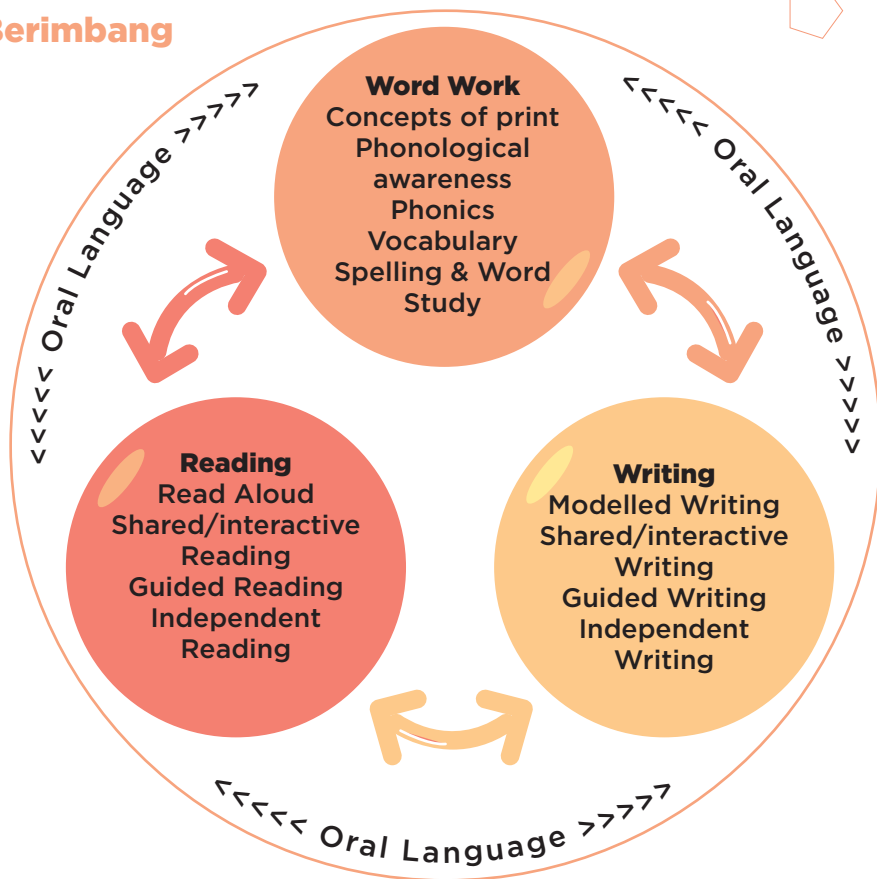 Berimbang
<<<<< Oral Language >>>>>
<<<<< Oral Language >>>>>
Word Work
Concepts of print
Phonological
awareness
Phonics
Vocabulary
Spelling & Word
Study
Reading
Read Aloud
Shared/interactive
Reading
Guided Reading
Independent
Reading
Writing
Modelled Writing
Shared/interactive
Writing
Guided Writing
Independent
Writing
<<<<< Oral Language >>>>>